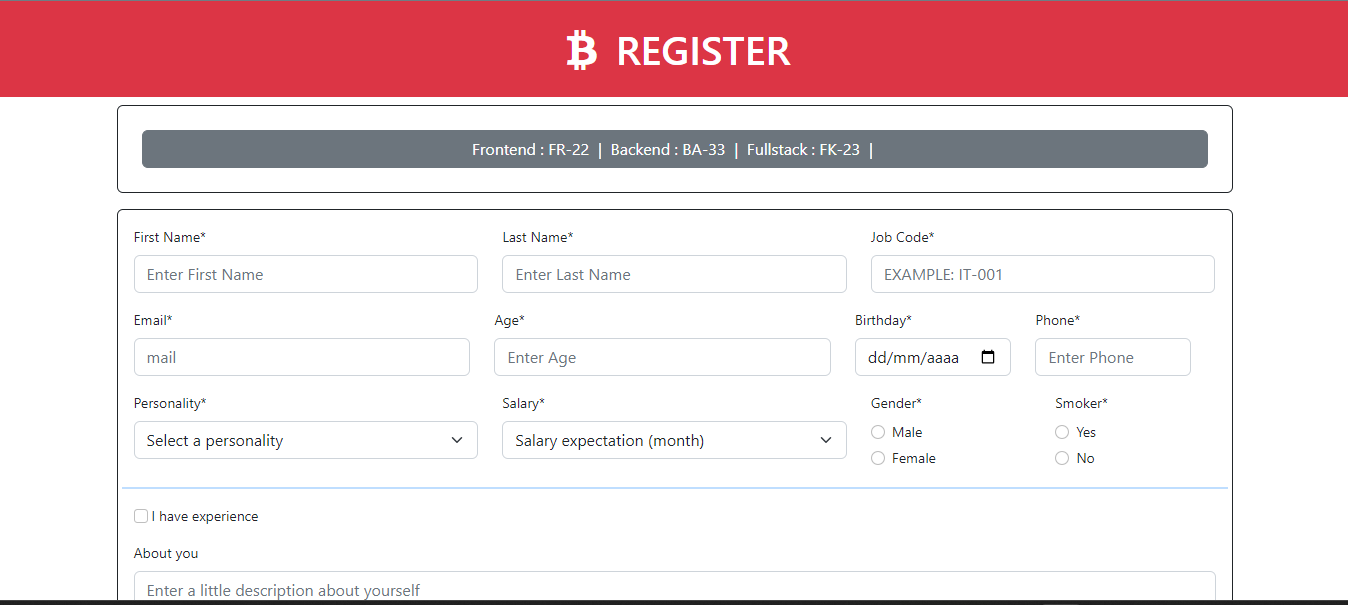 REGISTER
Frontend : FR-22 | Backend : BA-33 | Fullstack : FK-23 |
First Name* Last Name* Job Code*
Enter First Name Enter Last Name EXAMPLE: IT-001
Email* Age* Birthday* Phone*
mail Enter Age dd/mm/aaaa Enter Phone
Personality* Salary* Gender* Smoker*
Male Yes
Select a personality Salary expectation (month)
Female No
I have experience
About you
Enter a little description about yourself